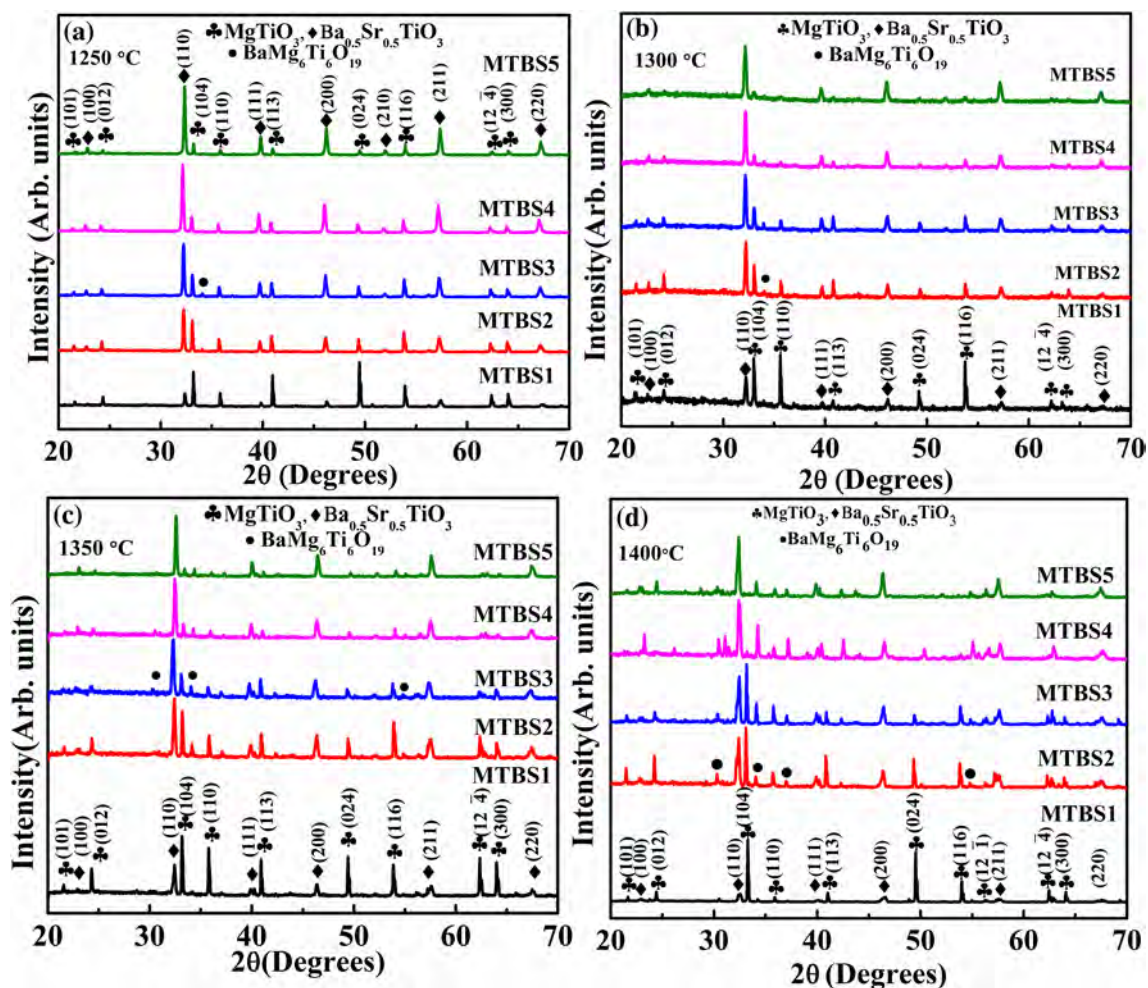 (a)
♣MgTiO3,♦Ba0.5Sr0.5TiO3
1250 °C
●BaMg6Ti6O19
MTBS5
(101)
(100)
(012)
(110)
(104)
(110)
(111)
(113)
(200)
(024)
(210)
(116)
(211)
(12 4̄)
(300)
(220)
MTBS4
MTBS3
MTBS2
MTBS1
Intensity (Arb. units)
20 30 40 50 60 70
2θ (Degrees)
(b)
♣MgTiO3,♦Ba0.5Sr0.5TiO3
1300 °C
●BaMg6Ti6O19
MTBS5
MTBS4
MTBS3
MTBS2
MTBS1
(101)
(100)
(012)
(110)
(104)
(110)
(111)
(113)
(200)
(024)
(116)
(211)
(12 4̄)
(300)
(220)
Intensity(Arb. units)
20 30 40 50 60 70
2θ (Degrees)
(c)
♣MgTiO3,♦Ba0.5Sr0.5TiO3
1350 °C
●BaMg6Ti6O19
MTBS5
MTBS4
MTBS3
MTBS2
MTBS1
(101)
(100)
(012)
(110)
(104)
(110)
(111)
(113)
(200)
(024)
(116)
(211)
(12 4̄)
(300)
(220)
Intensity(Arb. units)
20 30 40 50 60 70
2θ(Degrees)
(d)
♣MgTiO3,♦Ba0.5Sr0.5TiO3
1400°C
●BaMg6Ti6O19
MTBS5
MTBS4
MTBS3
MTBS2
MTBS1
(101)
(100)
(012)
(110)
(104)
(110)
(111)
(113)
(200)
(024)
(116)
(12 1̄)
(211)
(12 4̄)
(300)
(220)
Intensity(Arb. units)
20 30 40 50 60 70
2θ (Degrees)